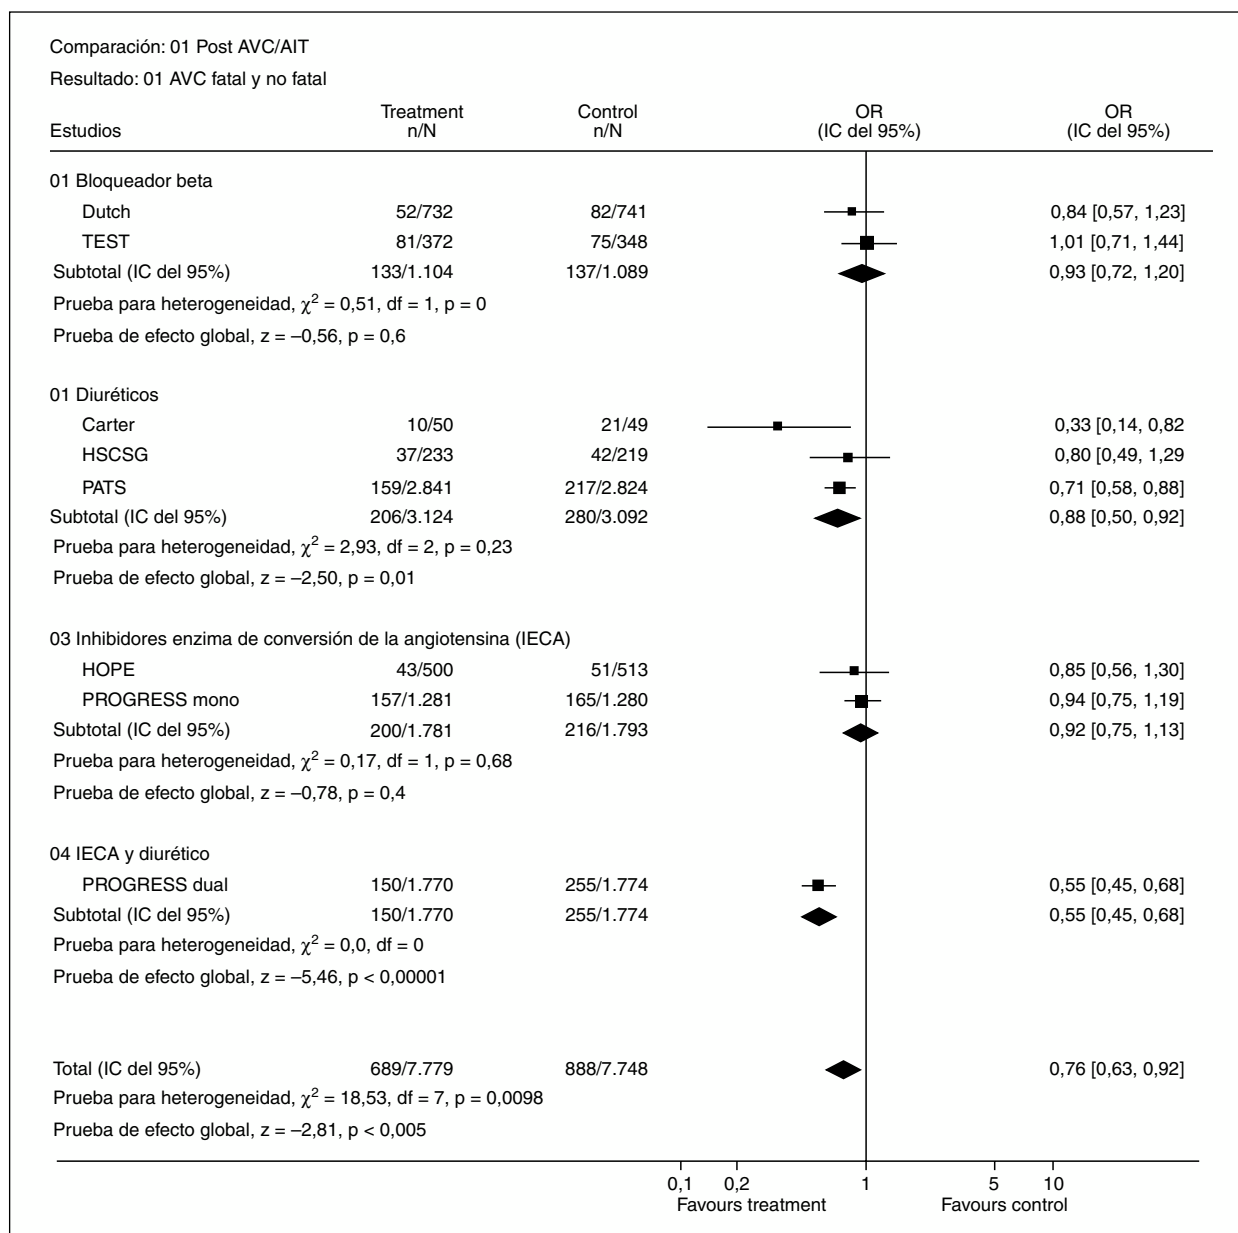 Comparación: 01 Post AVC/AIT
Resultado: 01 AVC fatal y no fatal
Treatment Control OR OR
Estudios n/N n/N (IC del 95%) (IC del 95%)
01 Bloqueador beta
Dutch 52/732 82/741 0,84 [0,57, 1,23]
TEST 81/372 75/348 1,01 [0,71, 1,44]
Subtotal (IC del 95%) 133/1.104 137/1.089 0,93 [0,72, 1,20]
Prueba para heterogeneidad, χ² = 0,51, df = 1, p = 0
Prueba de efecto global, z = –0,56, p = 0,6
01 Diuréticos
Carter 10/50 21/49 0,33 [0,14, 0,82
HSCSG 37/233 42/219 0,80 [0,49, 1,29
PATS 159/2.841 217/2.824 0,71 [0,58, 0,88]
Subtotal (IC del 95%) 206/3.124 280/3.092 0,88 [0,50, 0,92]
Prueba para heterogeneidad, χ² = 2,93, df = 2, p = 0,23
Prueba de efecto global, z = –2,50, p = 0,01
03 Inhibidores enzima de conversión de la angiotensina (IECA)
HOPE 43/500 51/513 0,85 [0,56, 1,30]
PROGRESS mono 157/1.281 165/1.280 0,94 [0,75, 1,19]
Subtotal (IC del 95%) 200/1.781 216/1.793 0,92 [0,75, 1,13]
Prueba para heterogeneidad, χ² = 0,17, df = 1, p = 0,68
Prueba de efecto global, z = –0,78, p = 0,4
04 IECA y diurético
PROGRESS dual 150/1.770 255/1.774 0,55 [0,45, 0,68]
Subtotal (IC del 95%) 150/1.770 255/1.774 0,55 [0,45, 0,68]
Prueba para heterogeneidad, χ² = 0,0, df = 0
Prueba de efecto global, z = –5,46, p < 0,00001
Total (IC del 95%) 689/7.779 888/7.748 0,76 [0,63, 0,92]
Prueba para heterogeneidad, χ² = 18,53, df = 7, p = 0,0098
Prueba de efecto global, z = –2,81, p < 0,005
0,1 0,2 1 5 10
Favours treatment Favours control